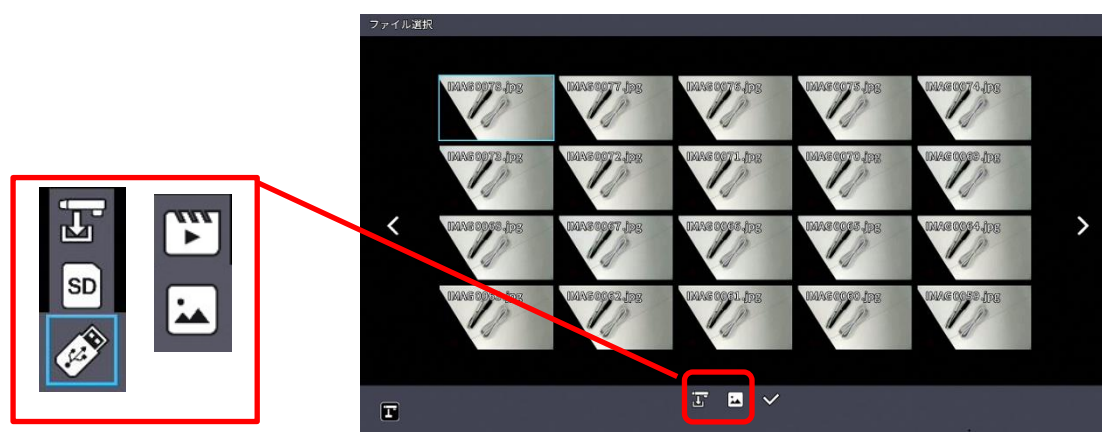 ファイル選択
IMAG0078.jpg IMAG0077.jpg IMAG0076.jpg IMAG0075.jpg IMAG0074.jpg
IMAG0073.jpg IMAG0072.jpg IMAG0071.jpg IMAG0070.jpg IMAG0069.jpg
IMAG0068.jpg IMAG0067.jpg IMAG0066.jpg IMAG0065.jpg IMAG0064.jpg
IMAG0063.jpg IMAG0062.jpg IMAG0061.jpg IMAG0060.jpg IMAG0059.jpg
SD
T